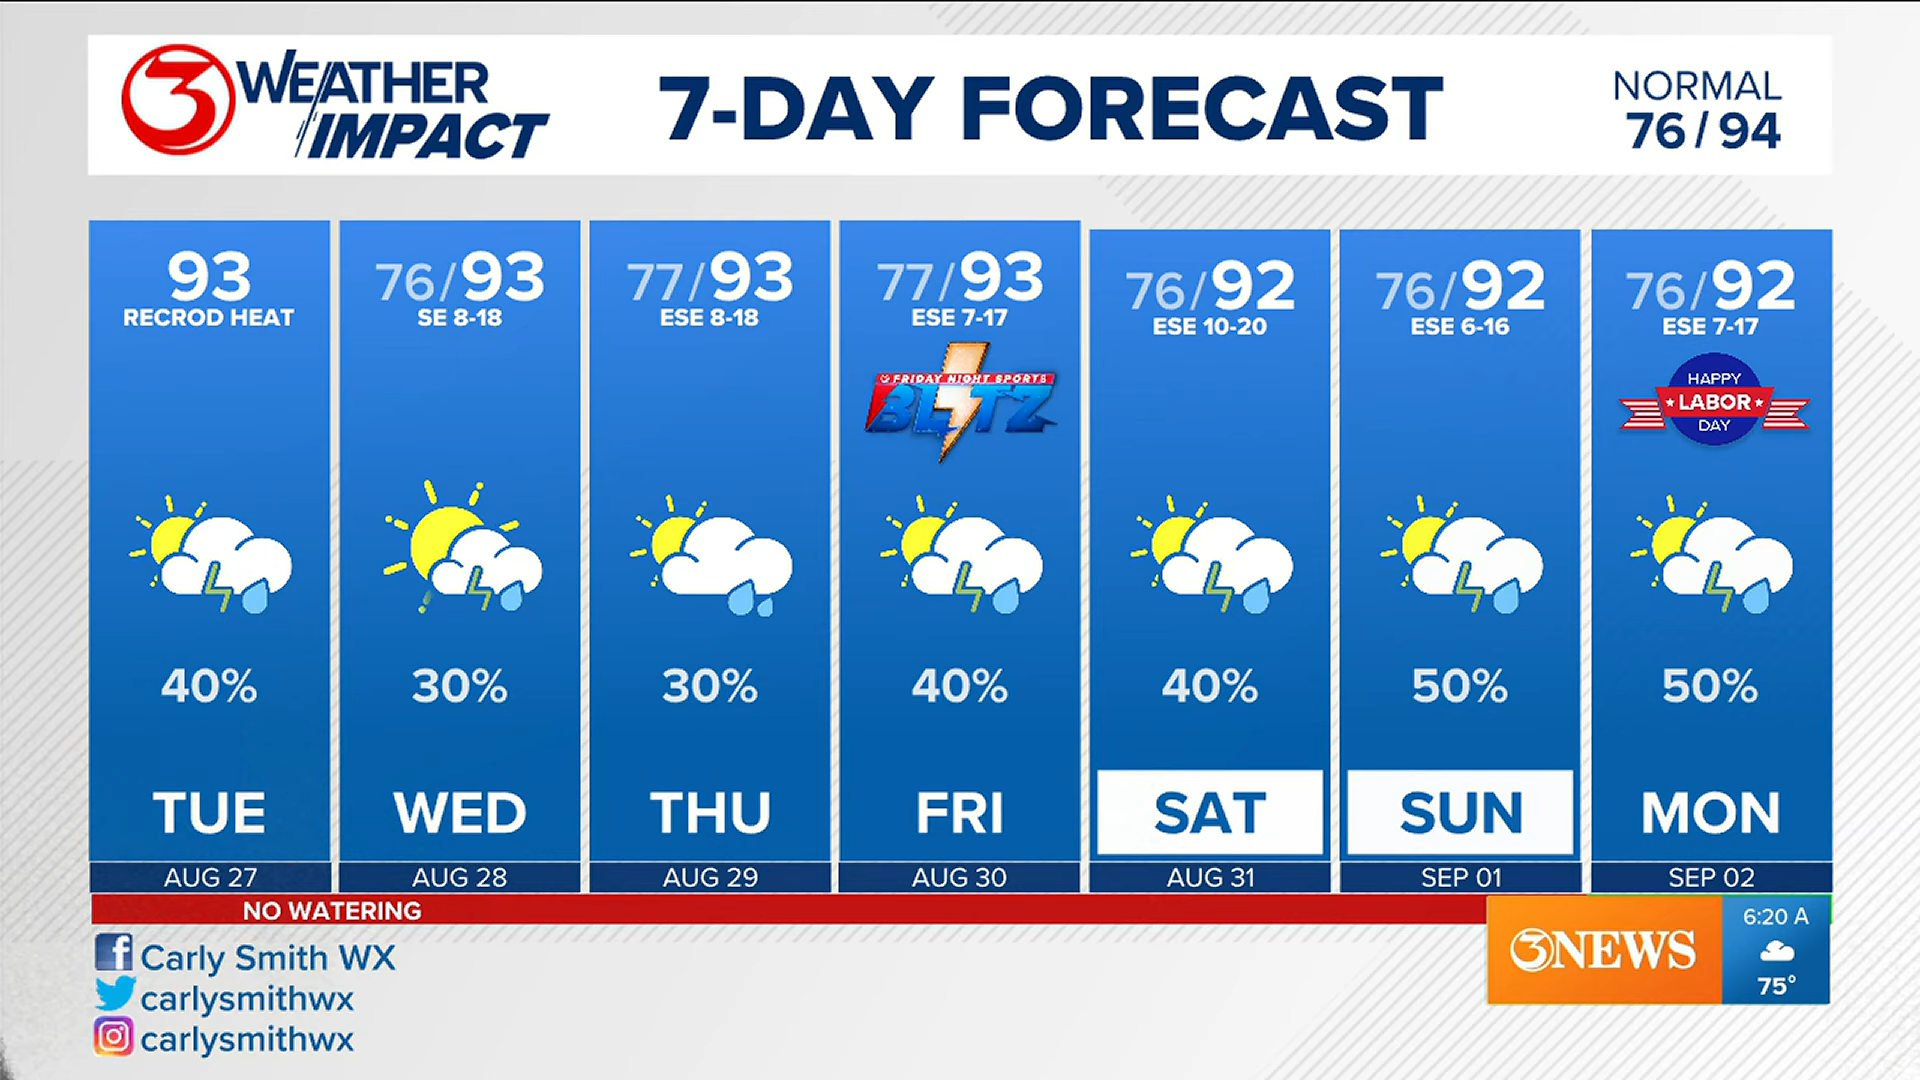 3 WEATHER IMPACT
7-DAY FORECAST
NORMAL
76/94
93
RECROD HEAT
40%
TUE
AUG 27
76/93
SE 8-18
30%
WED
AUG 28
77/93
ESE 8-18
30%
THU
AUG 29
77/93
ESE 7-17
FRIDAY NIGHT SPORTS
BLITZ
40%
FRI
AUG 30
76/92
ESE 10-20
40%
SAT
AUG 31
76/92
ESE 6-16
50%
SUN
SEP 01
76/92
ESE 7-17
HAPPY
LABOR
DAY
50%
MON
SEP 02
NO WATERING
f Carly Smith WX
carlysmithwx
carlysmithwx
3NEWS
6:20 A
75°